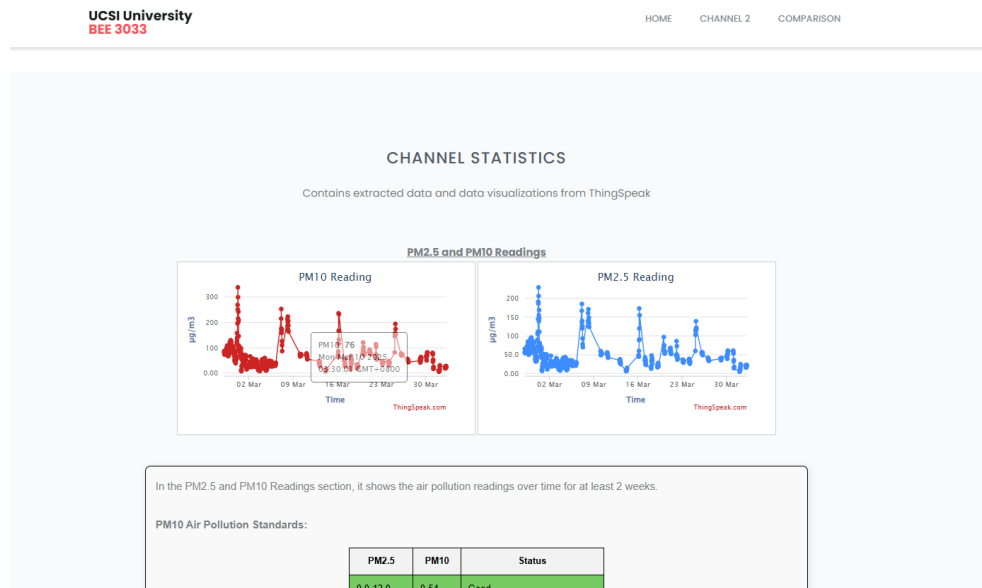 UCSI University
BEE 3033
HOME CHANNEL 2 COMPARISON
CHANNEL STATISTICS
Contains extracted data and data visualizations from ThingSpeak
PM2.5 and PM10 Readings
PM10 Reading
µg/m3
300
200
100
0.00
PM10: 76
02 Mar 09 Mar 16 Mar 23 Mar 30 Mar
Time
ThingSpeak.com
PM2.5 Reading
µg/m3
200
150
100
50.0
0.00
02 Mar 09 Mar 16 Mar 23 Mar 30 Mar
Time
ThingSpeak.com
In the PM2.5 and PM10 Readings section, it shows the air pollution readings over time for at least 2 weeks.
PM10 Air Pollution Standards:
PM2.5 PM10 Status